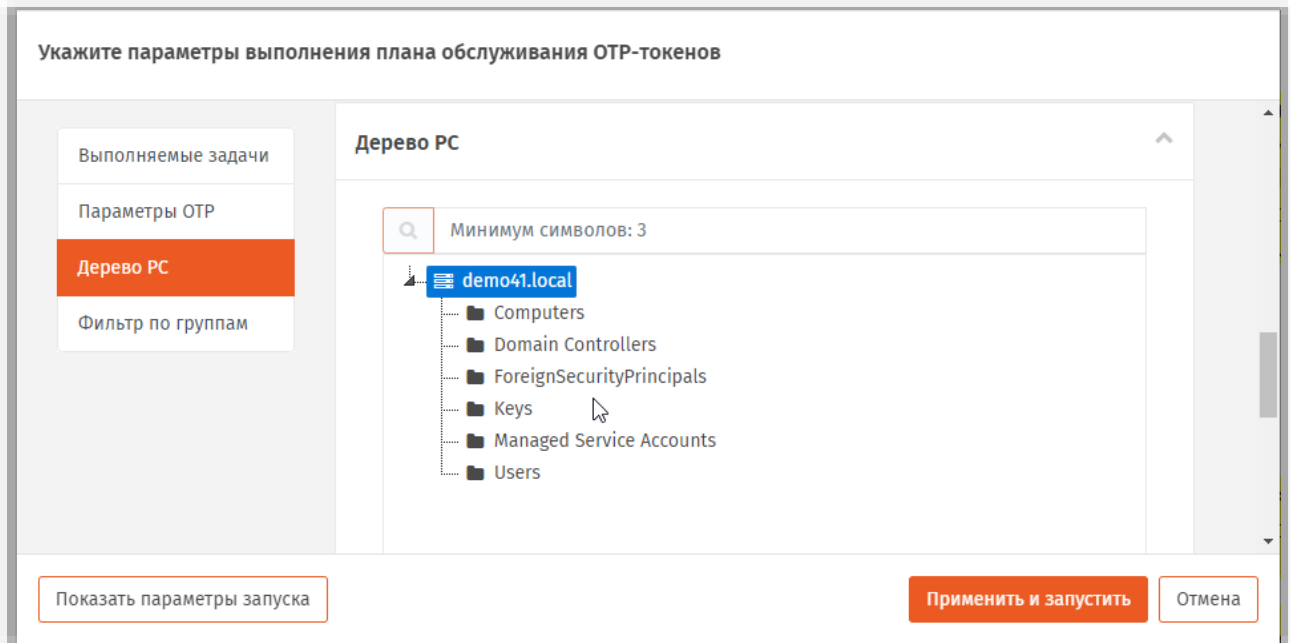 Укажите параметры выполнения плана обслуживания OTP-токенов
Выполняемые задачи
Параметры OTP
Дерево РС
Фильтр по группам
Дерево РС
Минимум символов: 3
demo41.local
Computers
Domain Controllers
ForeignSecurityPrincipals
Keys
Managed Service Accounts
Users
Показать параметры запуска
Применить и запустить
Отмена